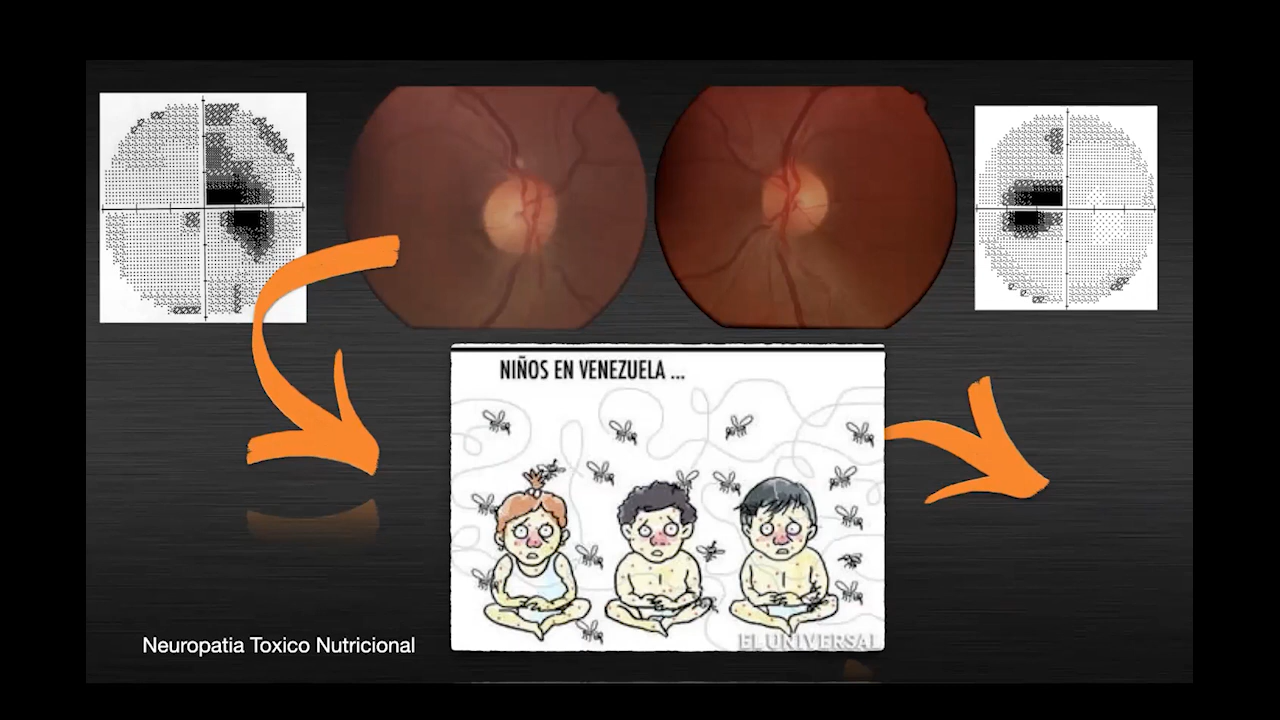 NIÑOS EN VENEZUELA ...
EL UNIVERSAL
Neuropatia Toxico Nutricional